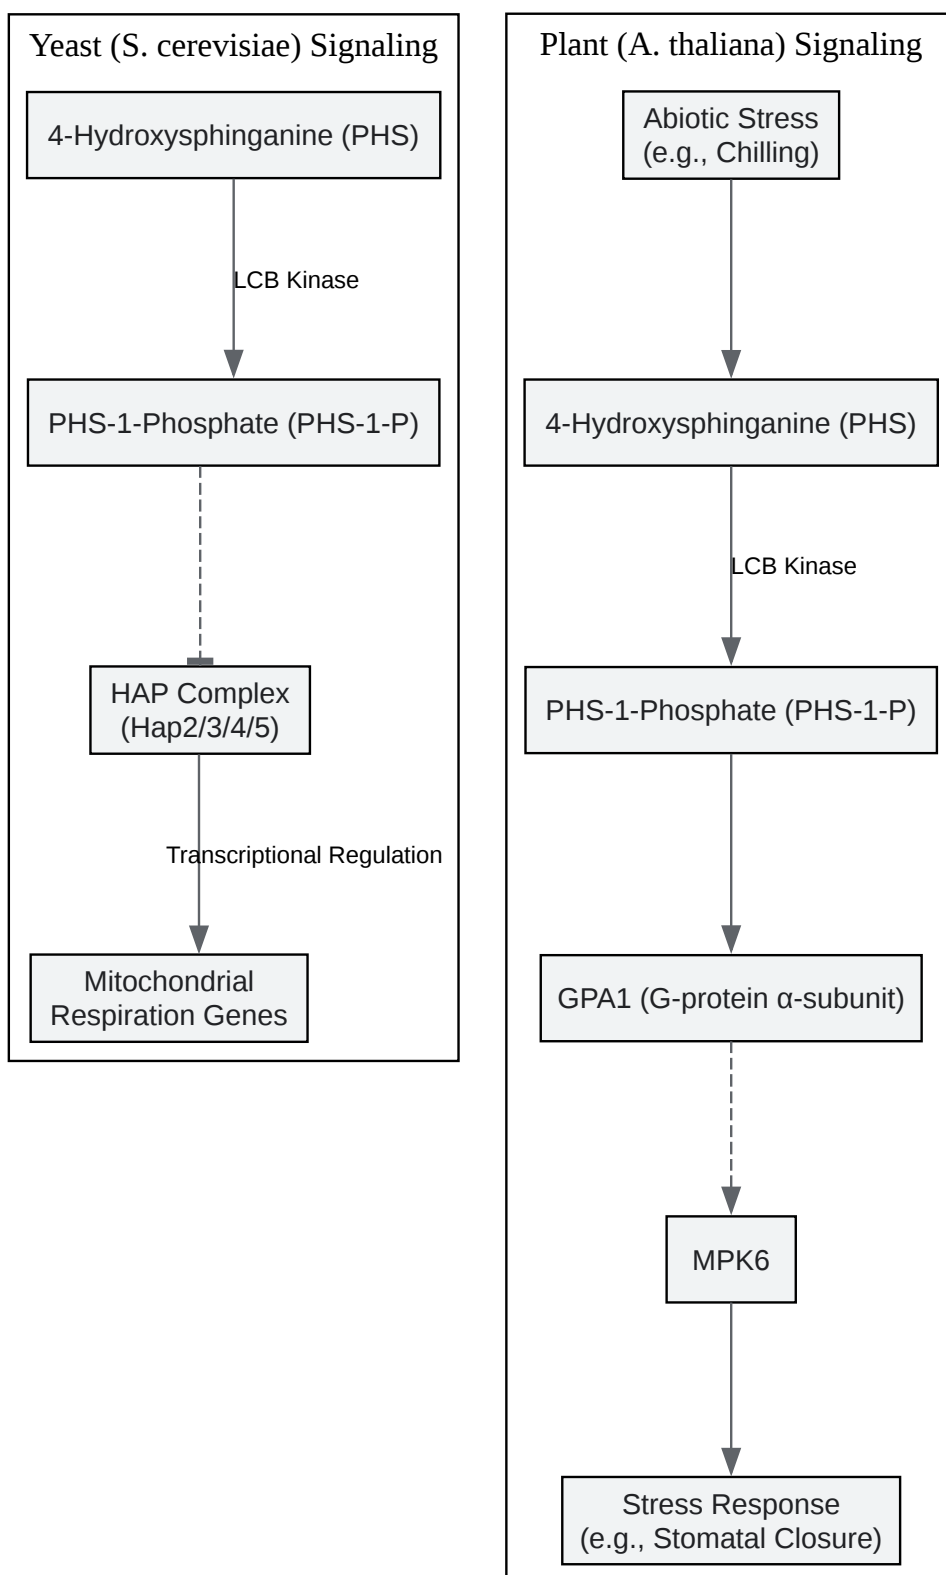 Yeast (S. cerevisiae) Signaling
4-Hydroxysphinganine (PHS)
LCB Kinase
PHS-1-Phosphate (PHS-1-P)
HAP Complex
(Hap2/3/4/5)
Transcriptional Regulation
Mitochondrial
Respiration Genes
Plant (A. thaliana) Signaling
Abiotic Stress
(e.g., Chilling)
4-Hydroxysphinganine (PHS)
LCB Kinase
PHS-1-Phosphate (PHS-1-P)
GPA1 (G-protein α-subunit)
MPK6
Stress Response
(e.g., Stomatal Closure)